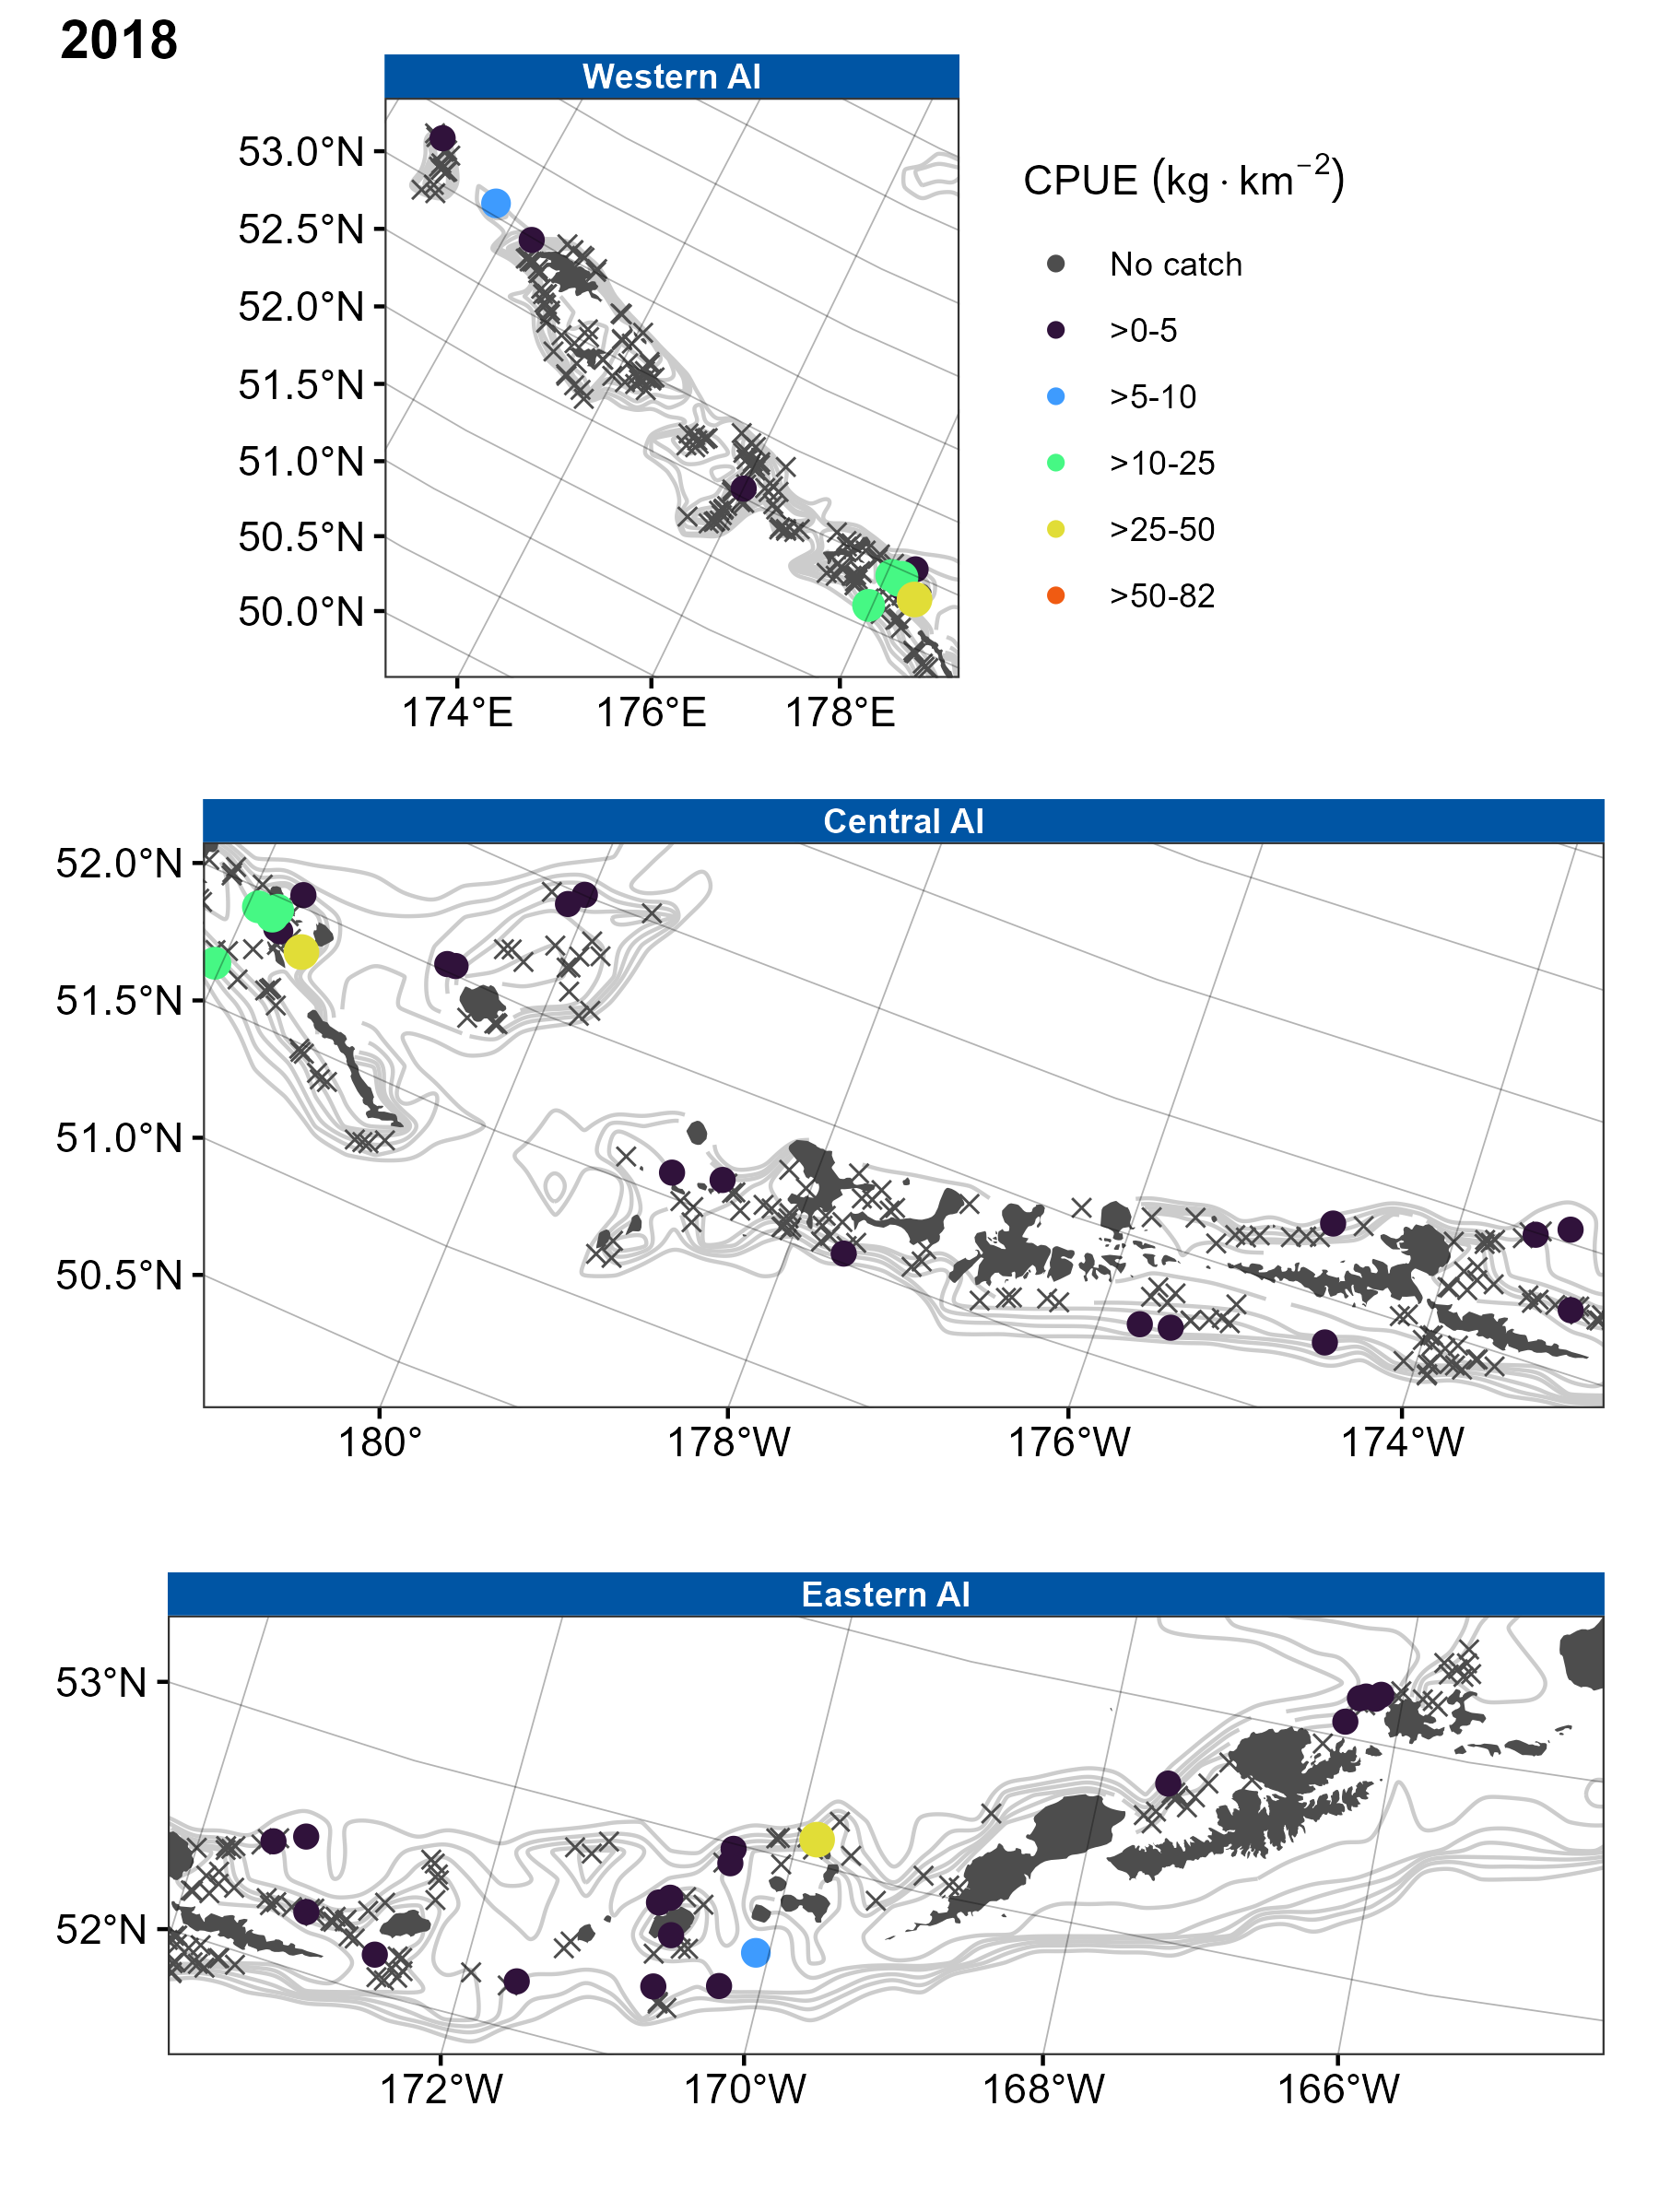 2018
Western AI
53.0°N
52.5°N
52.0°N
51.5°N
51.0°N
50.5°N
50.0°N
174°E 176°E 178°E
CPUE (kg · km−2)
No catch
>0-5
>5-10
>10-25
>25-50
>50-82
Central AI
52.0°N
51.5°N
51.0°N
50.5°N
180° 178°W 176°W 174°W
Eastern AI
53°N
52°N
172°W 170°W 168°W 166°W